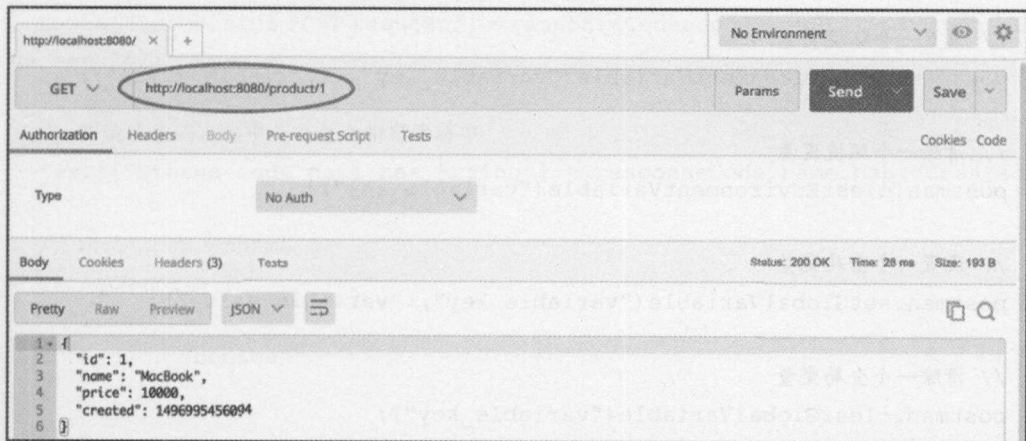 http://localhost:8080/ × +
No Environment
GET http://localhost:8080/product/1 Params Send Save
Authorization Headers Body Pre-request Script Tests Cookies Code
Type No Auth
Body Cookies Headers (3) Tests Status: 200 OK Time: 28 ms Size: 193 B
Pretty Raw Preview JSON
1 {
2 "id": 1,
3 "name": "MacBook",
4 "price": 10000,
5 "created": 1496995456094
6 }